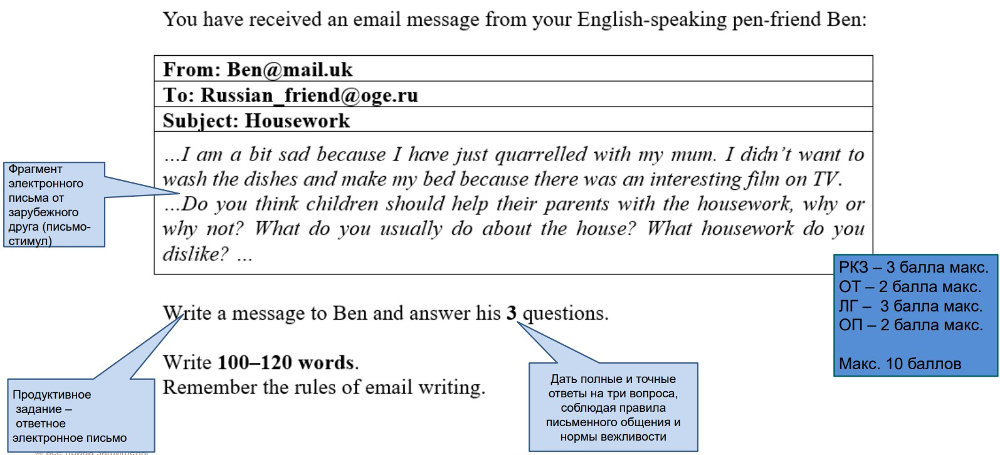 You have received an email message from your English-speaking pen-friend Ben:
From: Ben@mail.uk
To: Russian_friend@oge.ru
Subject: Housework
…I am a bit sad because I have just quarrelled with my mum. I didn’t want to
wash the dishes and make my bed because there was an interesting film on TV.
…Do you think children should help their parents with the housework, why or
why not? What do you usually do about the house? What housework do you
dislike? …
Фрагмент
электронного
письма от
зарубежного
друга (письмо-
стимул)
РКЗ – 3 балла макс.
ОТ – 2 балла макс.
ЛГ – 3 балла макс.
ОП – 2 балла макс.
Макс. 10 баллов
Write a message to Ben and answer his 3 questions.
Write 100–120 words.
Remember the rules of email writing.
Продуктивное
задание –
ответное
электронное письмо
Дать полные и точные
ответы на три вопроса,
соблюдая правила
письменного общения и
нормы вежливости
© все права защищены